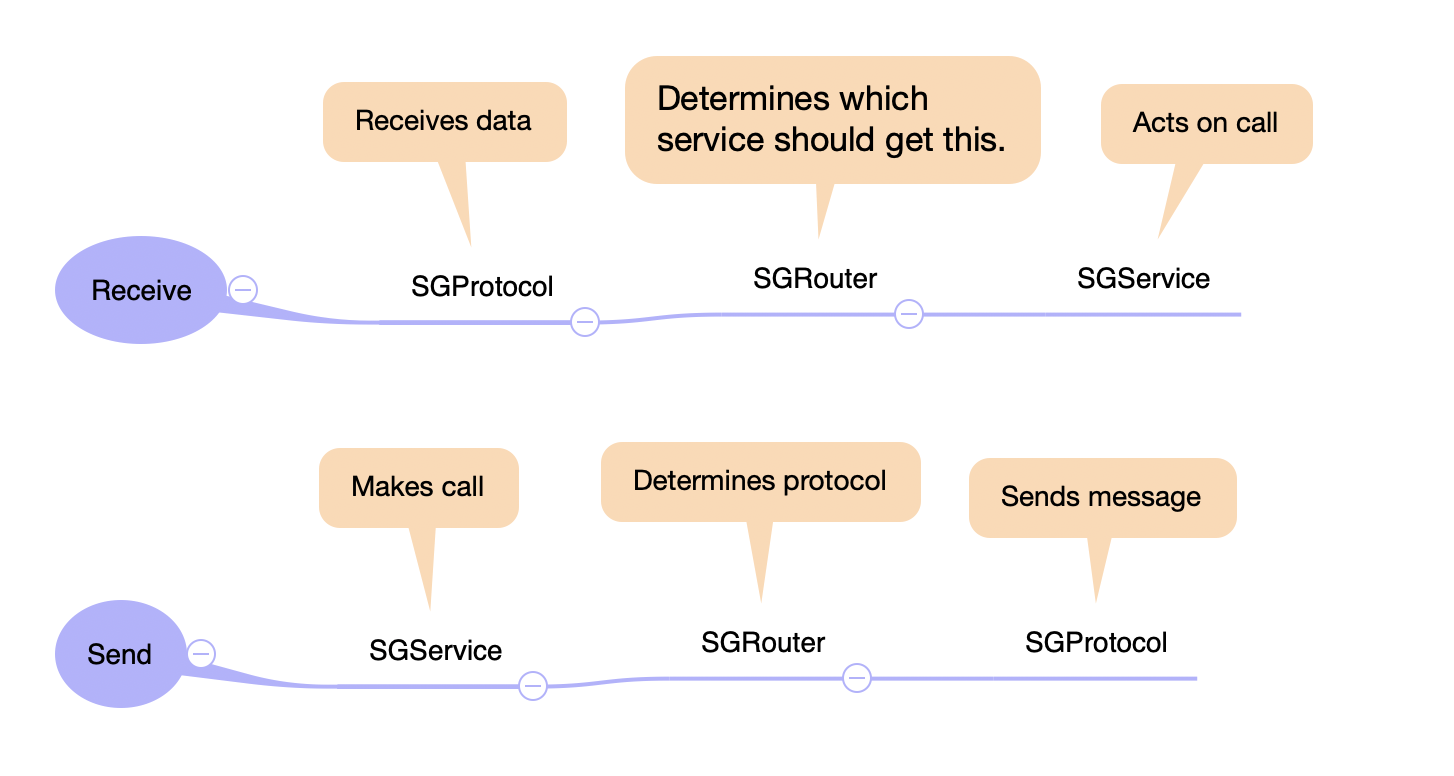 Receives data
Determines which
service should get this.
Acts on call
Receive
SGProtocol
SGRouter
SGService
Makes call
Determines protocol
Sends message
Send
SGService
SGRouter
SGProtocol